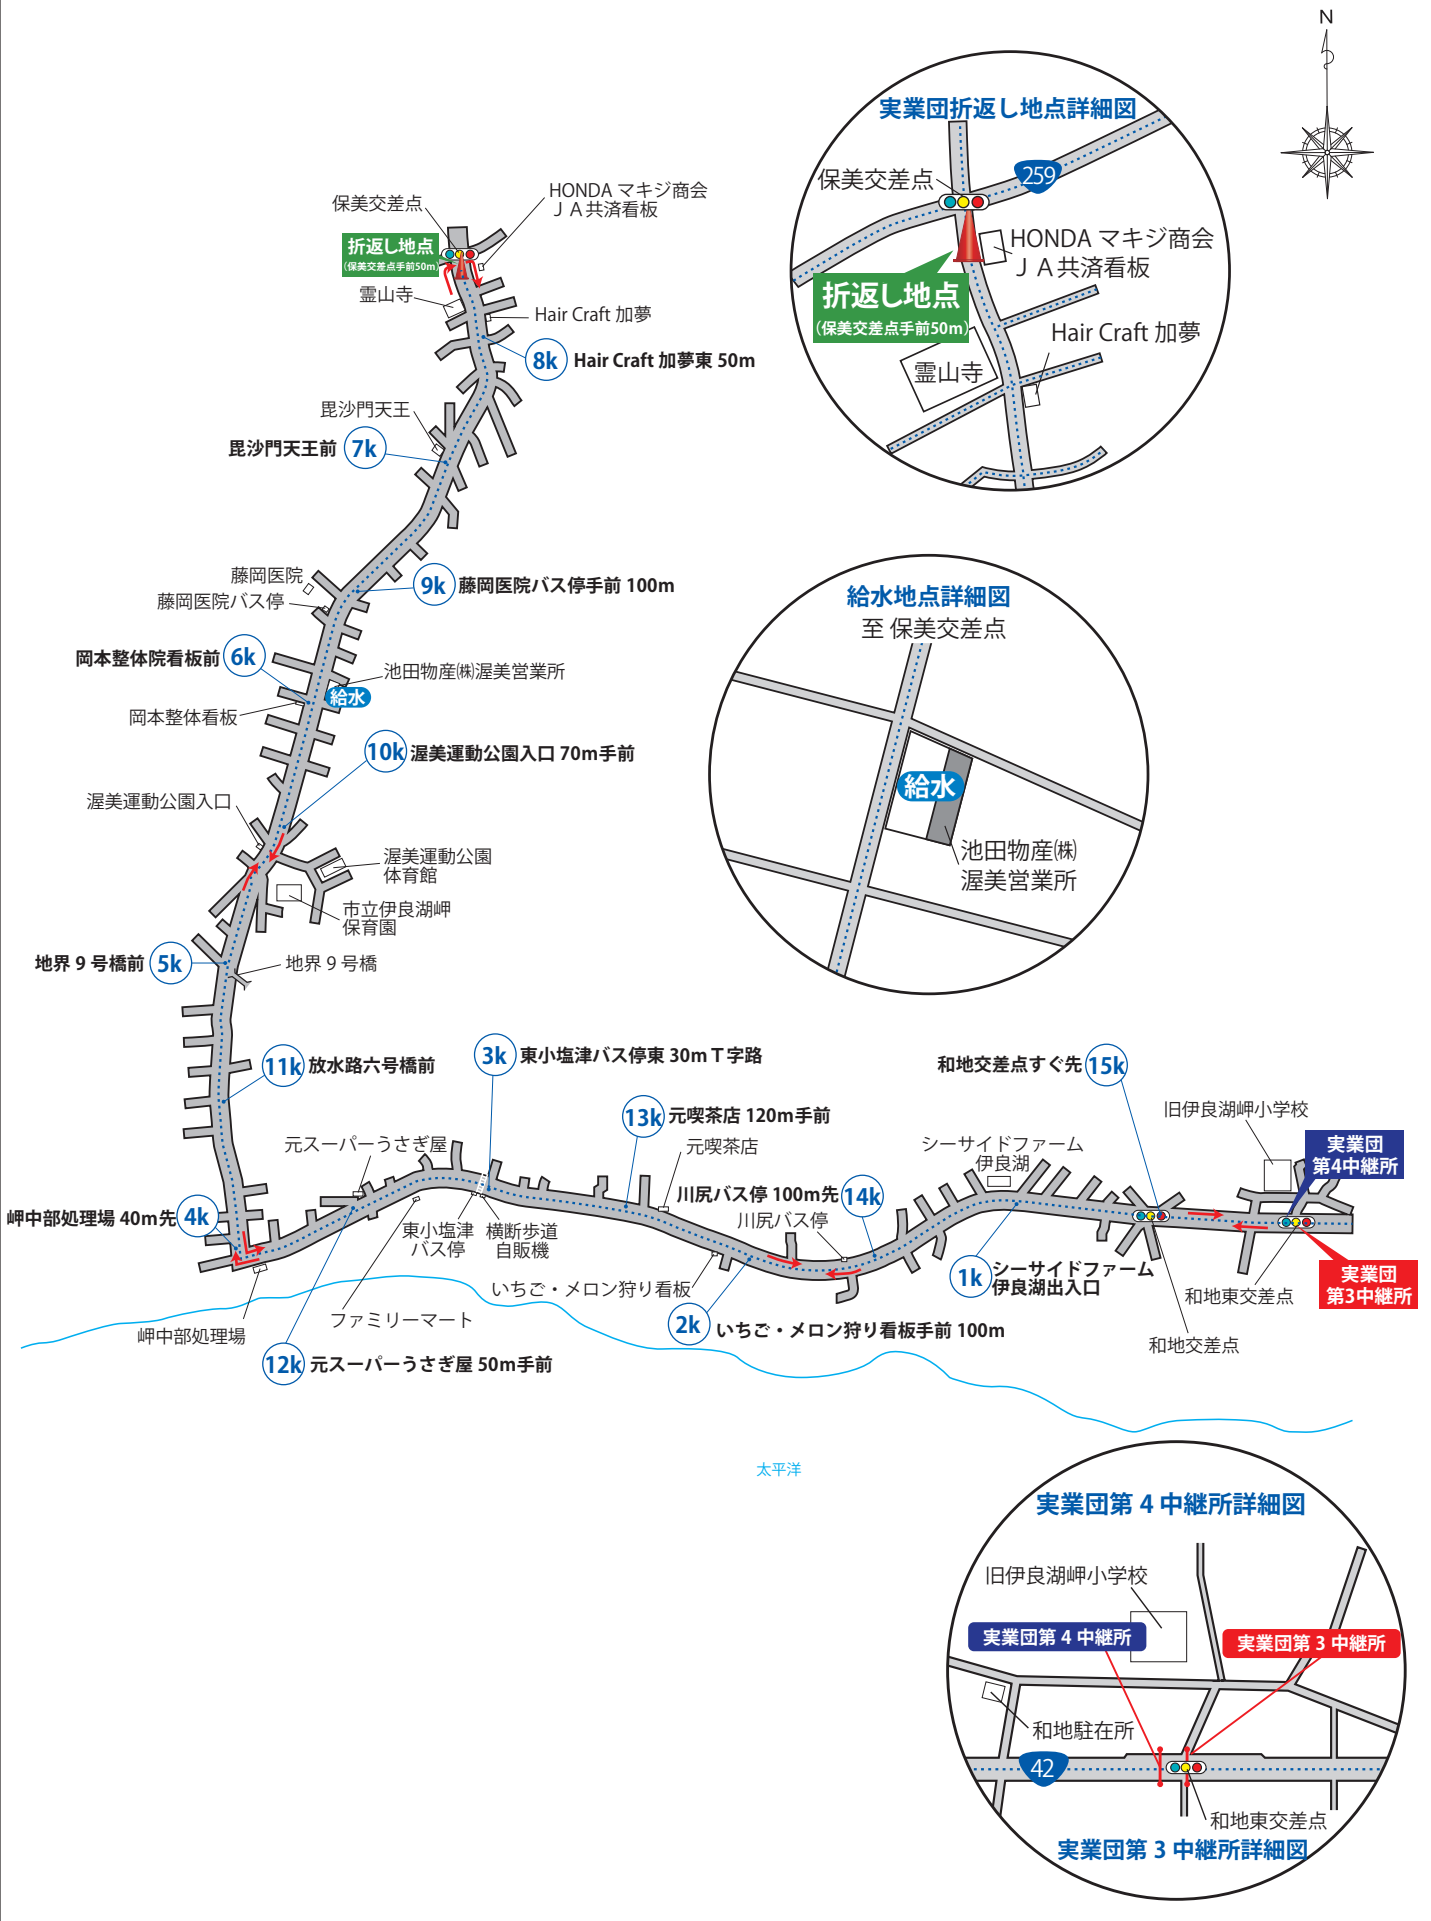 N
実業団折返し地点詳細図
259
保美交差点
HONDA マキジ商会
ＪＡ共済看板
折返し地点
(保美交差点手前50m)
Hair Craft 加夢
霊山寺
保美交差点
HONDA マキジ商会
ＪＡ共済看板
折返し地点
(保美交差点手前50m)
霊山寺
Hair Craft 加夢
8k
Hair Craft 加夢東 50m
毘沙門天王
毘沙門天王前
7k
藤岡医院
9k
藤岡医院バス停手前 100m
藤岡医院バス停
岡本整体院看板前
6k
池田物産㈱渥美営業所
給水
岡本整体看板
10k
渥美運動公園入口 70m手前
渥美運動公園入口
渥美運動公園
体育館
市立伊良湖岬
保育園
地界 9 号橋前
5k
地界 9 号橋
給水地点詳細図
至 保美交差点
給水
池田物産㈱
渥美営業所
11k
放水路六号橋前
3k
東小塩津バス停東 30mＴ字路
和地交差点すぐ先
15k
13k
元喫茶店 120m手前
元喫茶店
旧伊良湖岬小学校
元スーパーうさぎ屋
シーサイドファーム
伊良湖
実業団
第4中継所
岬中部処理場 40m先
4k
川尻バス停 100m先
14k
川尻バス停
東小塩津
バス停
横断歩道
自販機
1k
シーサイドファーム
伊良湖出入口
実業団
第3中継所
いちご・メロン狩り看板
和地東交差点
ファミリーマート
2k
いちご・メロン狩り看板手前 100m
岬中部処理場
和地交差点
12k
元スーパーうさぎ屋 50m手前
太平洋
実業団第 4 中継所詳細図
旧伊良湖岬小学校
実業団第 4 中継所
実業団第 3 中継所
和地駐在所
42
和地東交差点
実業団第 3 中継所詳細図